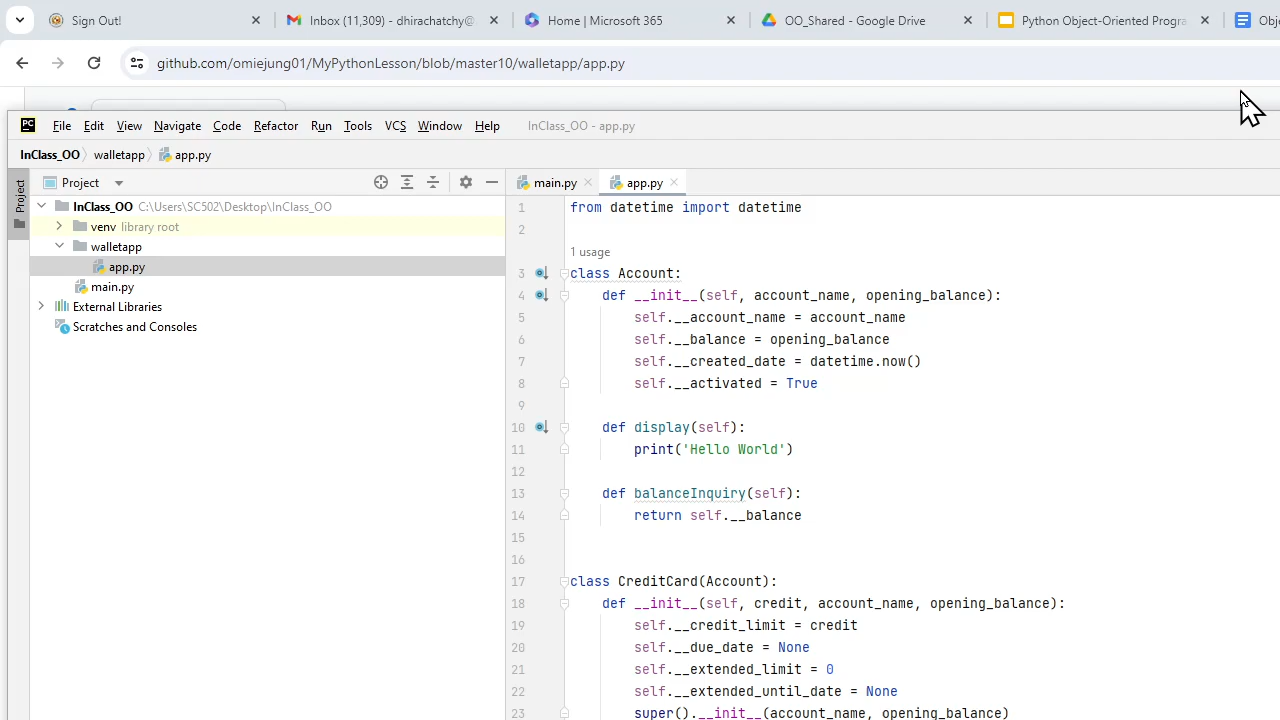 Sign Out!
Inbox (11,309) - dhirachatchy@
Home | Microsoft 365
OO_Shared - Google Drive
Python Object-Oriented Progra
Obje
github.com/omiejung01/MyPythonLesson/blob/master10/walletapp/app.py
PC File Edit View Navigate Code Refactor Run Tools VCS Window Help InClass_OO - app.py
InClass_OO walletapp app.py
Project
Project
main.py
app.py
InClass_OO C:\Users\SC502\Desktop\InClass_OO
venv library root
walletapp
app.py
main.py
External Libraries
Scratches and Consoles
1 from datetime import datetime
2
1 usage
3 class Account:
4 def __init__(self, account_name, opening_balance):
5 self.__account_name = account_name
6 self.__balance = opening_balance
7 self.__created_date = datetime.now()
8 self.__activated = True
9
10 def display(self):
11 print('Hello World')
12
13 def balanceInquiry(self):
14 return self.__balance
15
16
17 class CreditCard(Account):
18 def __init__(self, credit, account_name, opening_balance):
19 self.__credit_limit = credit
20 self.__due_date = None
21 self.__extended_limit = 0
22 self.__extended_until_date = None
23 super().__init__(account_name, opening_balance)